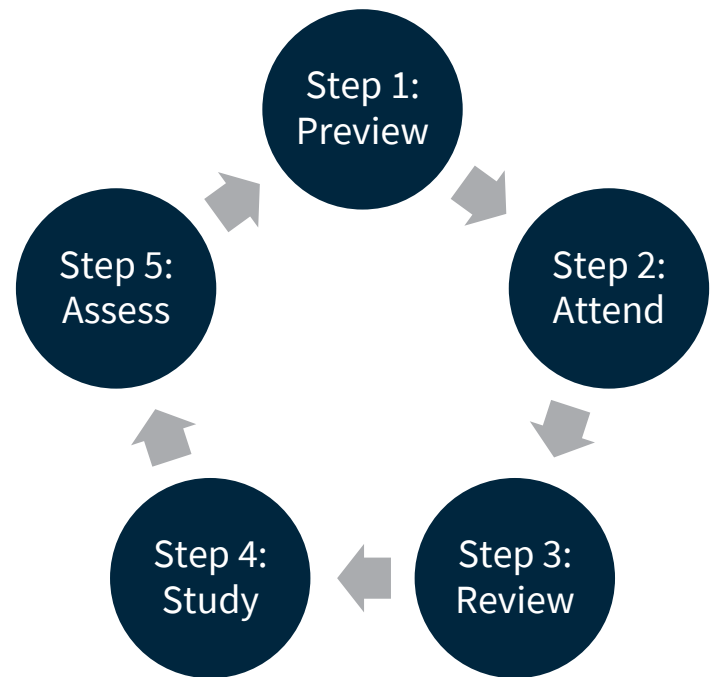 Step 1:
Preview
Step 2:
Attend
Step 3:
Review
Step 4:
Study
Step 5:
Assess